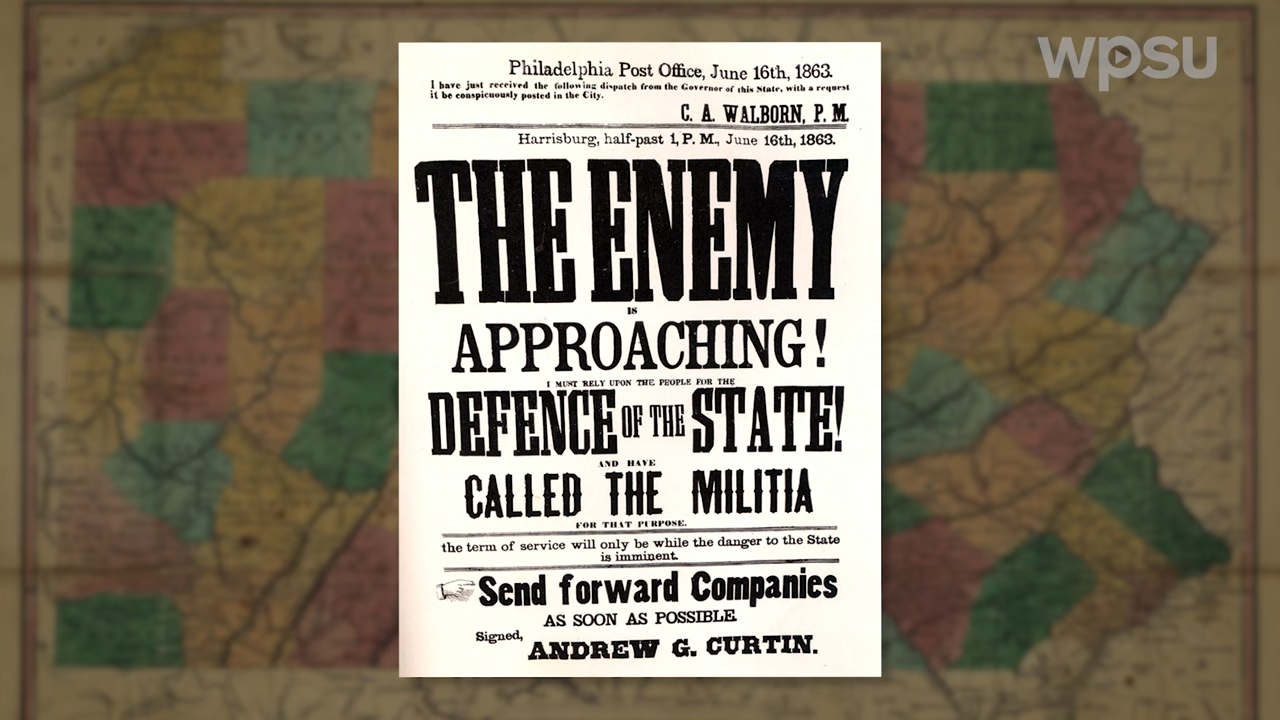 wpsu
Philadelphia Post Office, June 16th, 1863.
I have just received the following dispatch from the Governor of this State, with a request
it be conspicuously posted in the City.
C. A. WALBORN, P. M.
Harrisburg, half-past 1, P. M., June 16th, 1863.
THE ENEMY
IS
APPROACHING!
I MUST RELY UPON THE PEOPLE FOR THE
DEFENCE OF THE STATE!
AND HAVE
CALLED THE MILITIA
FOR THAT PURPOSE.
the term of service will only be while the danger to the State
is imminent.
Send forward Companies
AS SOON AS POSSIBLE.
Signed,
ANDREW G. CURTIN.